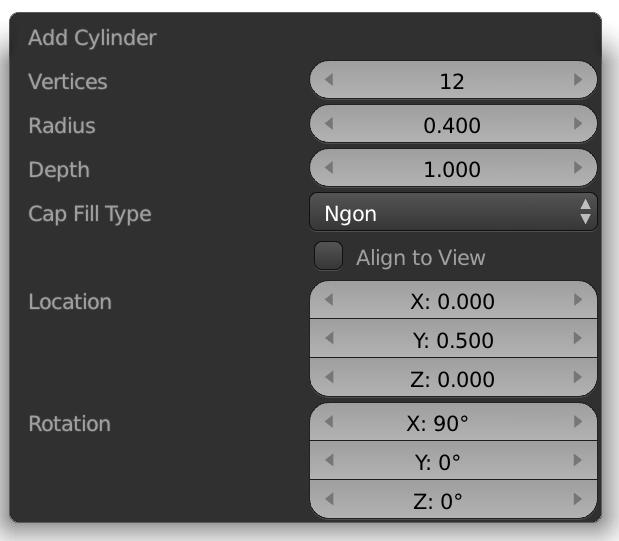 Add Cylinder
Vertices 12
Radius 0.400
Depth 1.000
Cap Fill Type Ngon
Align to View
Location X: 0.000
Y: 0.500
Z: 0.000
Rotation X: 90°
Y: 0°
Z: 0°